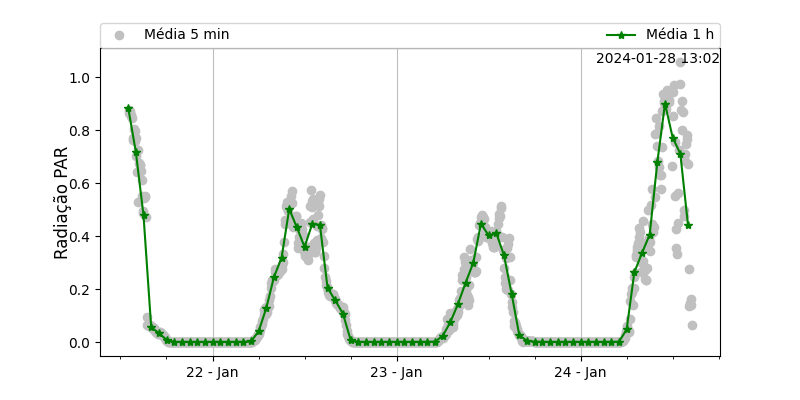 Média 5 min
Média 1 h
2024-01-28 13:02
Radiação PAR
1.0
0.8
0.6
0.4
0.2
0.0
22 - Jan
23 - Jan
24 - Jan